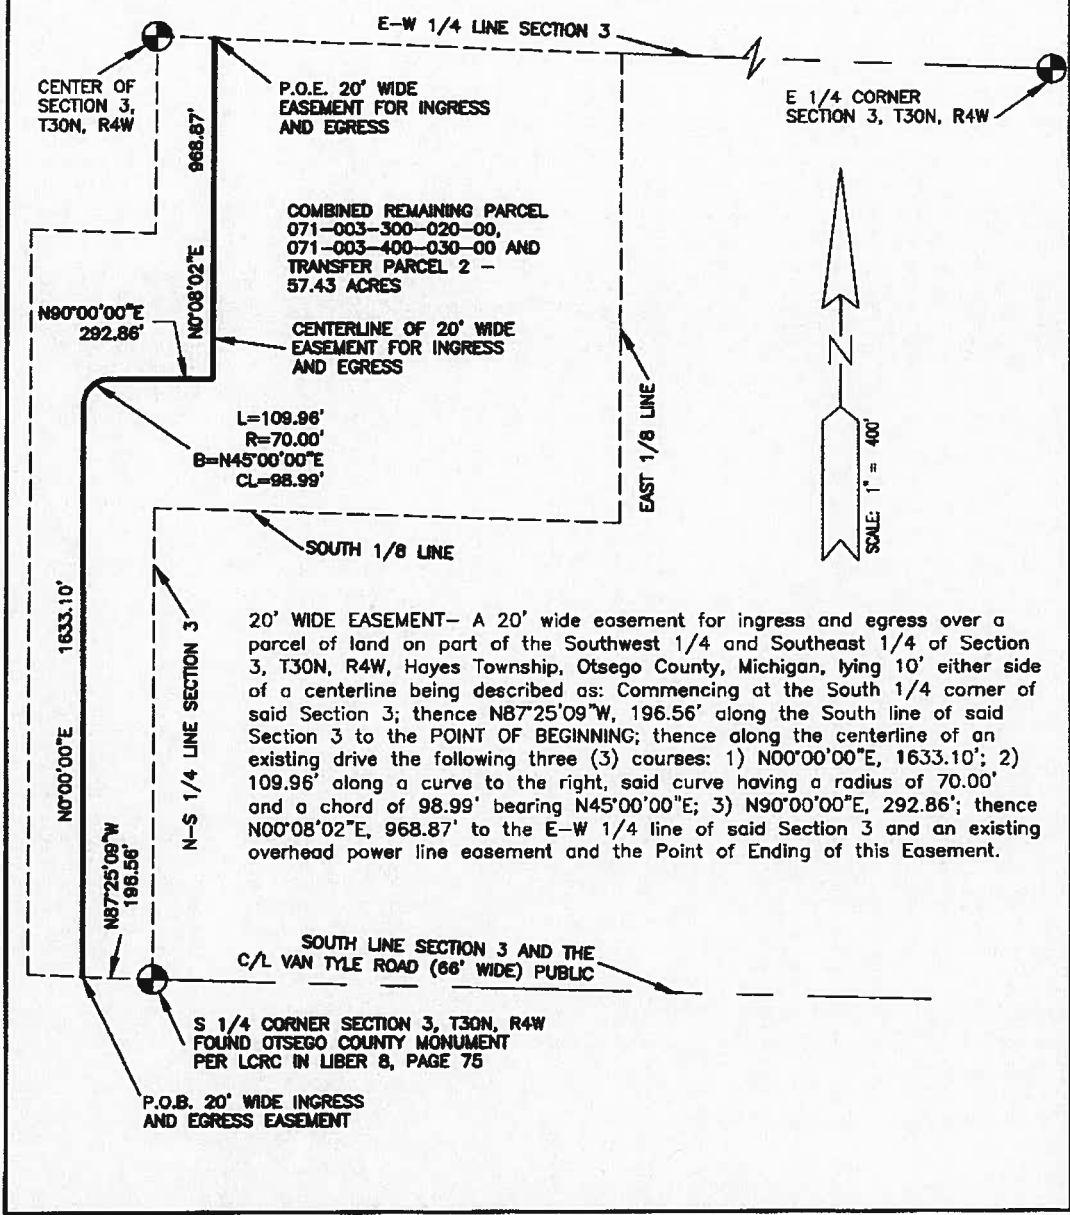 E-W 1/4 LINE SECTION 3
CENTER OF
SECTION 3,
T30N, R4W
P.O.E. 20' WIDE
EASEMENT FOR INGRESS
AND EGRESS
E 1/4 CORNER
SECTION 3, T30N, R4W
968.87'
N0°08'02"E
COMBINED REMAINING PARCEL
071-003-300-020-00,
071-003-400-030-00 AND
TRANSFER PARCEL 2 -
57.43 ACRES
N90°00'00"E
292.86'
CENTERLINE OF 20' WIDE
EASEMENT FOR INGRESS
AND EGRESS
N
SCALE: 1" = 400'
EAST 1/8 LINE
L=109.96'
R=70.00'
B=N45°00'00"E
CL=98.99'
SOUTH 1/8 LINE
1633.10'
N0°00'00"E
N-S 1/4 LINE SECTION 3
20' WIDE EASEMENT- A 20' wide easement for ingress and egress over a
parcel of land on part of the Southwest 1/4 and Southeast 1/4 of Section
3, T30N, R4W, Hayes Township, Otsego County, Michigan, lying 10' either side
of a centerline being described as: Commencing at the South 1/4 corner of
said Section 3; thence N87°25'09"W, 196.56' along the South line of said
Section 3 to the POINT OF BEGINNING; thence along the centerline of an
existing drive the following three (3) courses: 1) N00°00'00"E, 1633.10'; 2)
109.96' along a curve to the right, said curve having a radius of 70.00'
and a chord of 98.99' bearing N45°00'00"E; 3) N90°00'00"E, 292.86'; thence
N00°08'02"E, 968.87' to the E-W 1/4 line of said Section 3 and an existing
overhead power line easement and the Point of Ending of this Easement.
N87°25'09"W
196.56'
SOUTH LINE SECTION 3 AND THE
C/L VAN TYLE ROAD (66' WIDE) PUBLIC
S 1/4 CORNER SECTION 3, T30N, R4W
FOUND OTSEGO COUNTY MONUMENT
PER LCRC IN LIBER 8, PAGE 75
P.O.B. 20' WIDE INGRESS
AND EGRESS EASEMENT